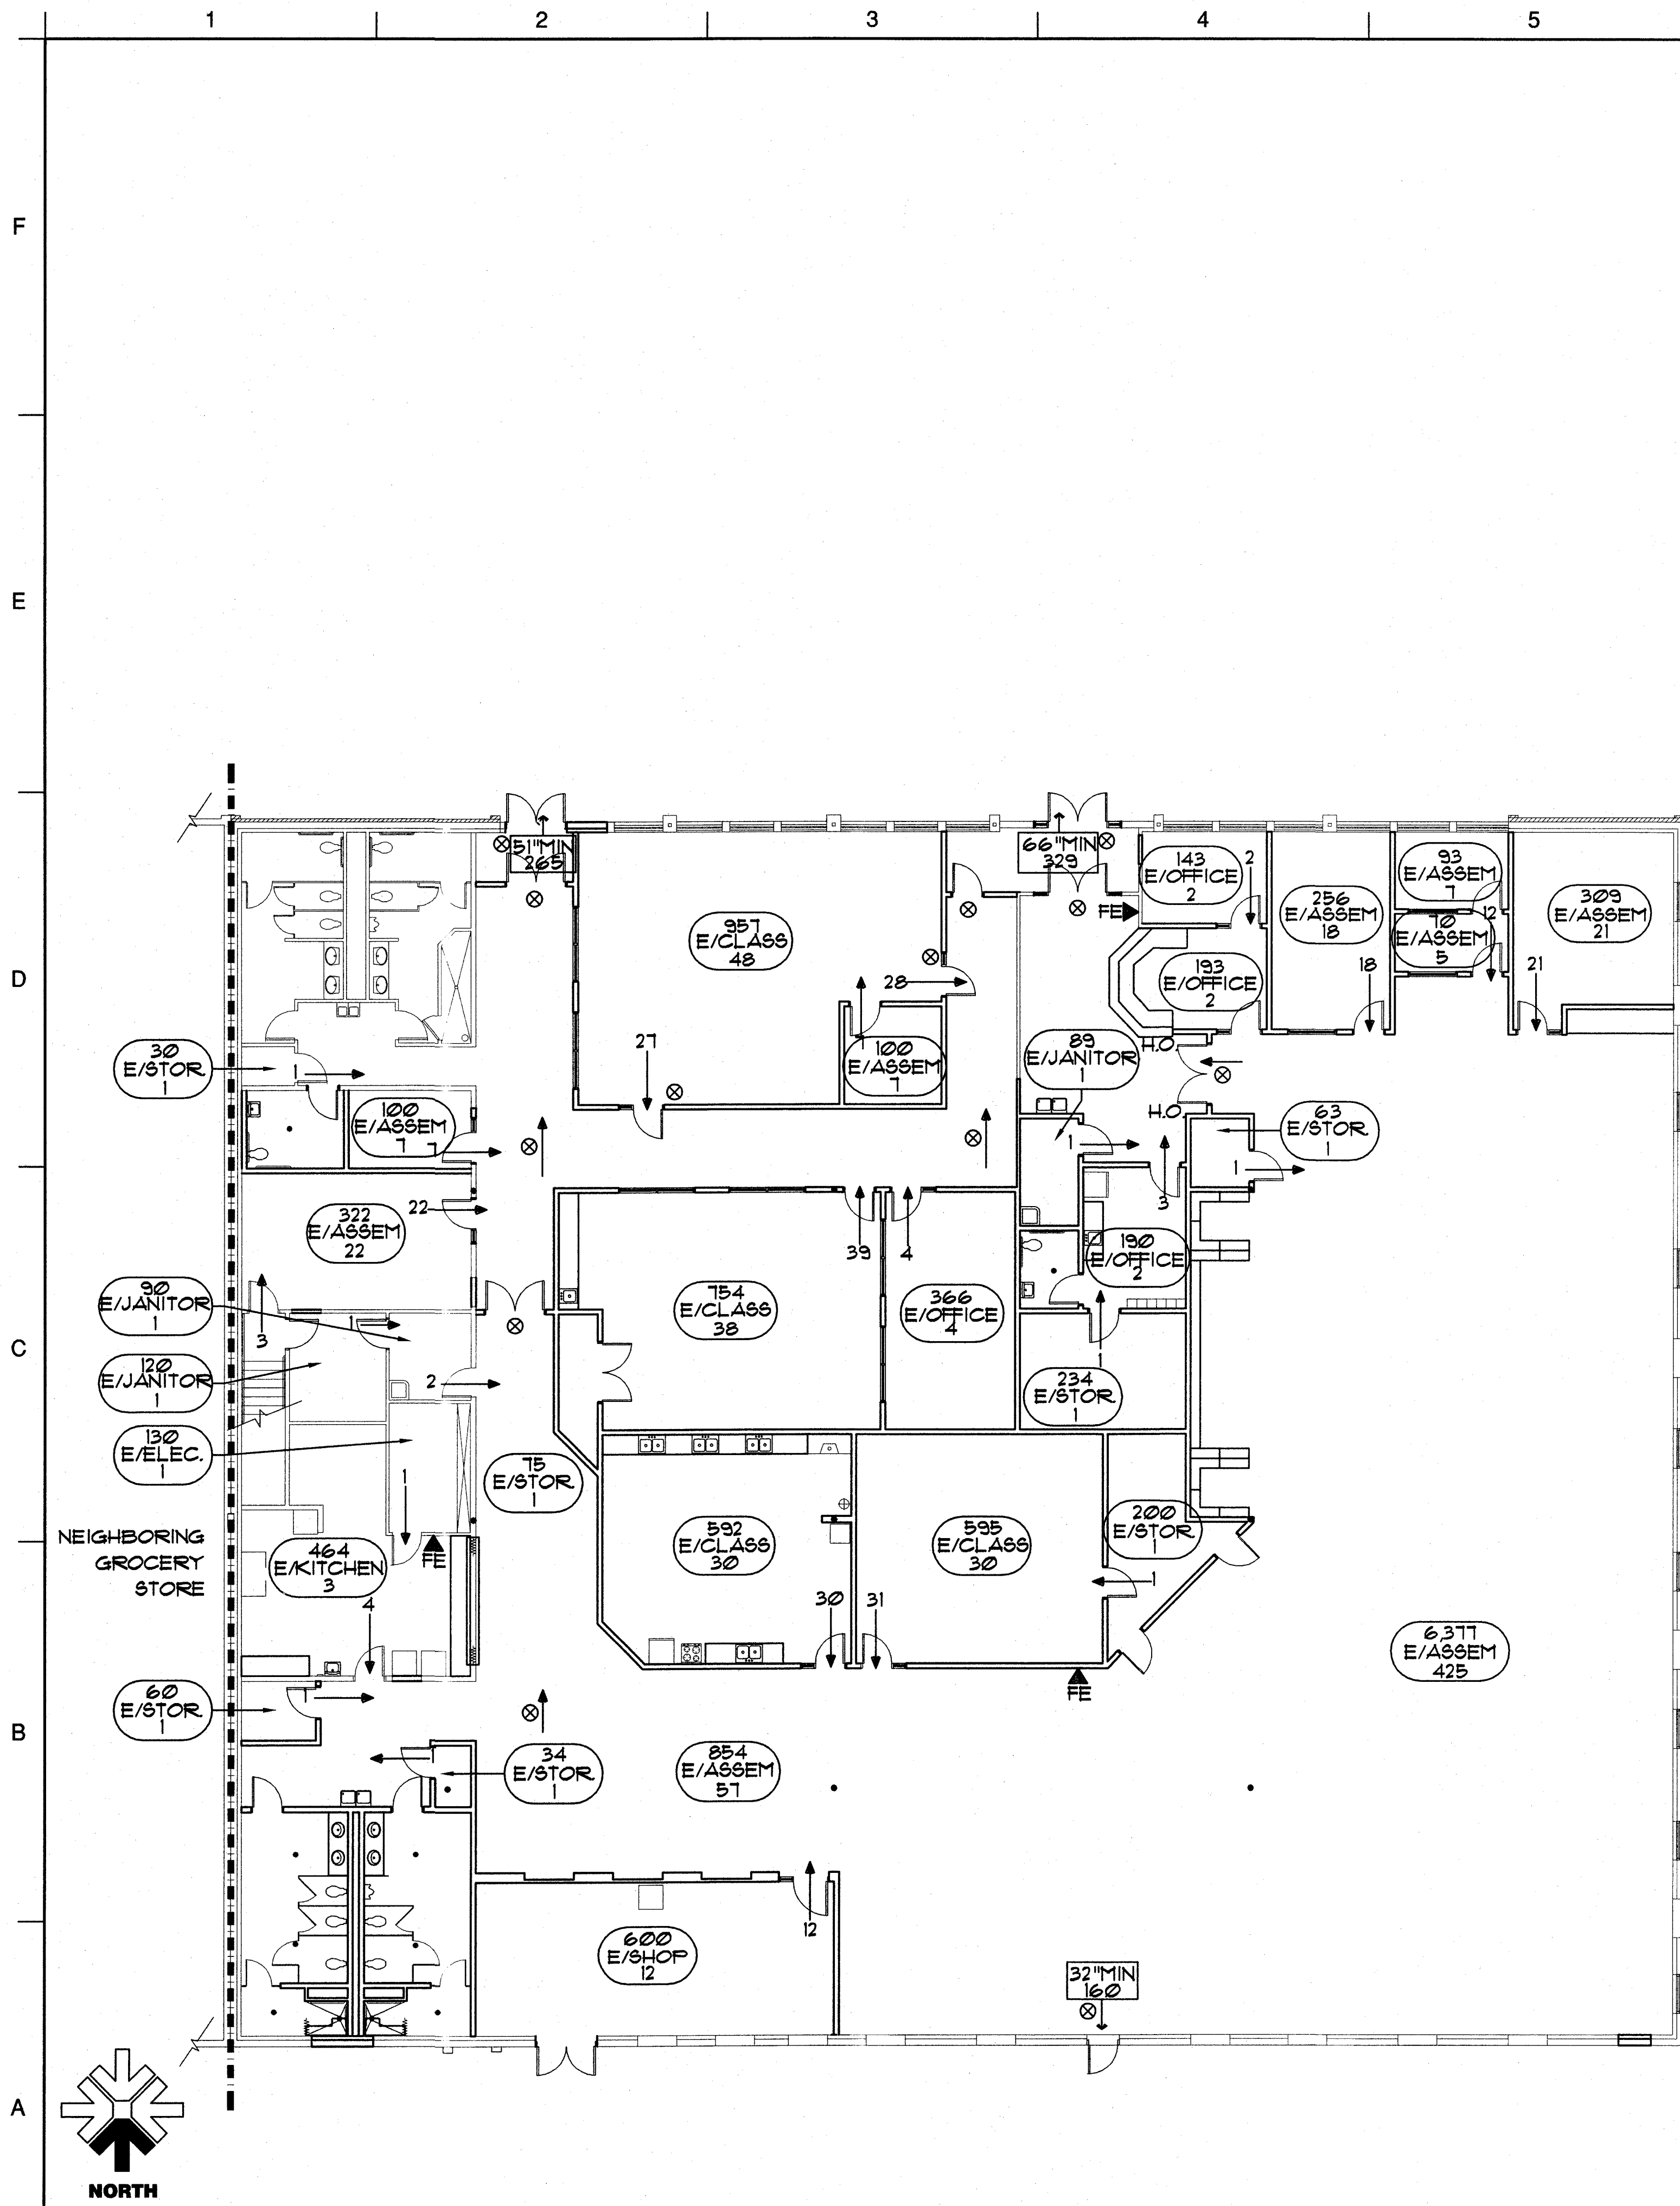 1
2
3
4
5
F
E
D
C
B
A
51"MIN
265
66"MIN
329
FE
143
E/OFFICE
2
2
256
E/ASSEM
18
18
93
E/ASSEM
7
70
E/ASSEM
5
12
309
E/ASSEM
21
21
957
E/CLASS
48
28
27
193
E/OFFICE
2
100
E/ASSEM
7
89
E/JANITOR
1
H.O.
H.O.
30
E/STOR
1
1
100
E/ASSEM
7
7
63
E/STOR
1
1
1
3
322
E/ASSEM
22
22
39
4
190
E/OFFICE
2
90
E/JANITOR
1
3
1
754
E/CLASS
38
366
E/OFFICE
4
1
120
E/JANITOR
1
2
234
E/STOR
1
130
E/ELEC.
1
1
75
E/STOR
1
NEIGHBORING
GROCERY
STORE
464
E/KITCHEN
3
FE
4
592
E/CLASS
30
30
595
E/CLASS
30
31
200
E/STOR
1
1
FE
6,377
E/ASSEM
425
60
E/STOR
1
1
1
34
E/STOR
1
854
E/ASSEM
57
12
600
E/SHOP
12
32"MIN
160
NORTH